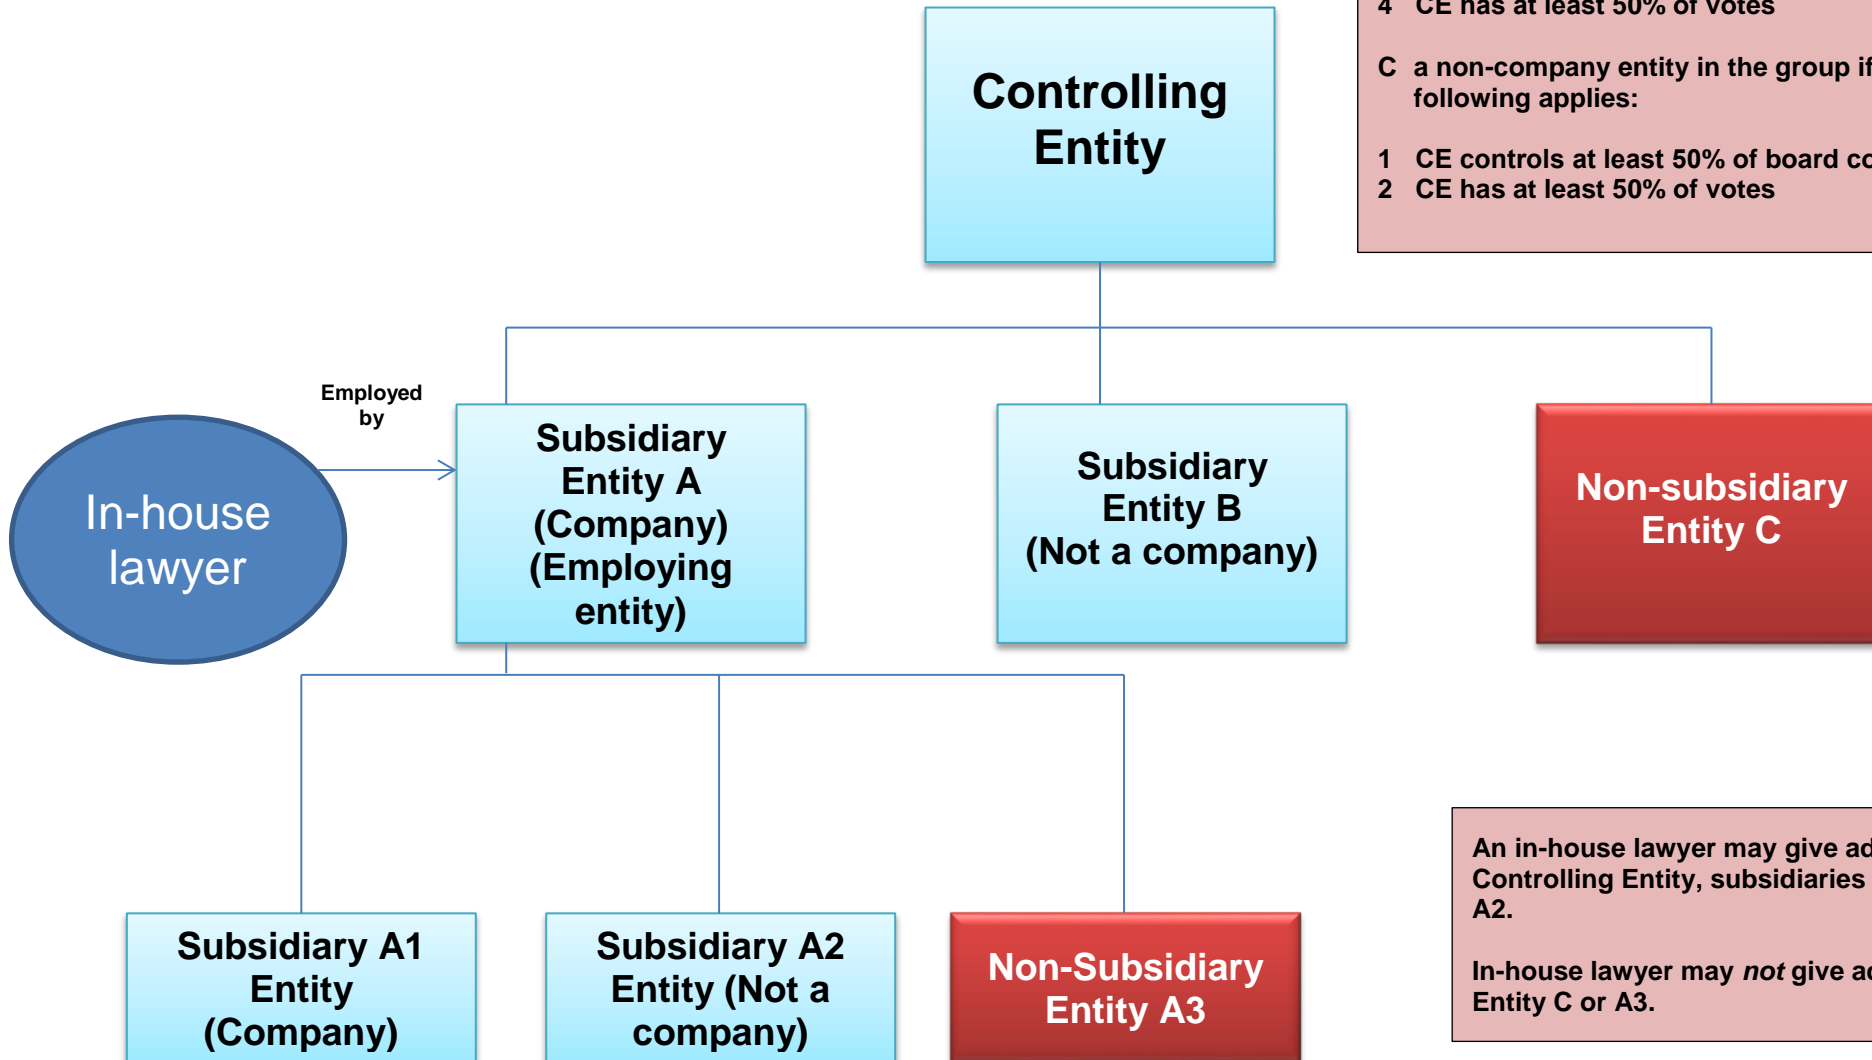 4 CE has at least 50% of votes
C a non-company entity in the group if
following applies:
1 CE controls at least 50% of board
2 CE has at least 50% of votes
Controlling
Entity
Employed
by
In-house
lawyer
Subsidiary
Entity A
(Company)
(Employing
entity)
Subsidiary
Entity B
(Not a company)
Non-subsidiary
Entity C
Subsidiary A1
Entity
(Company)
Subsidiary A2
Entity (Not a
company)
Non-Subsidiary
Entity A3
An in-house lawyer may give
Controlling Entity, subsidiaries
A2.
In-house lawyer may not give
Entity C or A3.